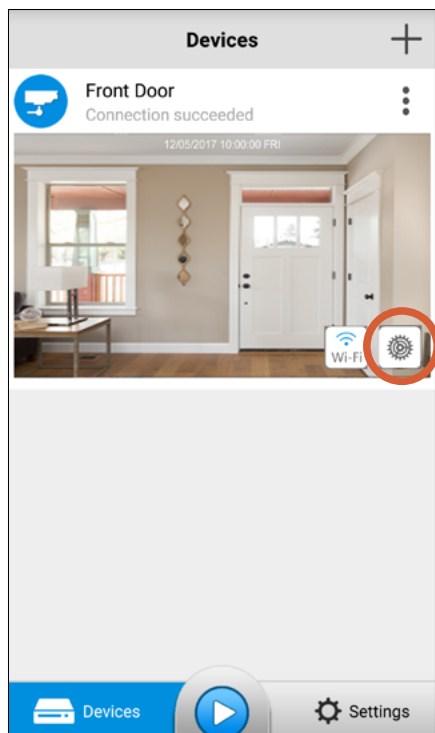 Devices
Front Door
Connection succeeded
12/05/2017 10:00:00 FRI
Wi-Fi
Devices
Settings